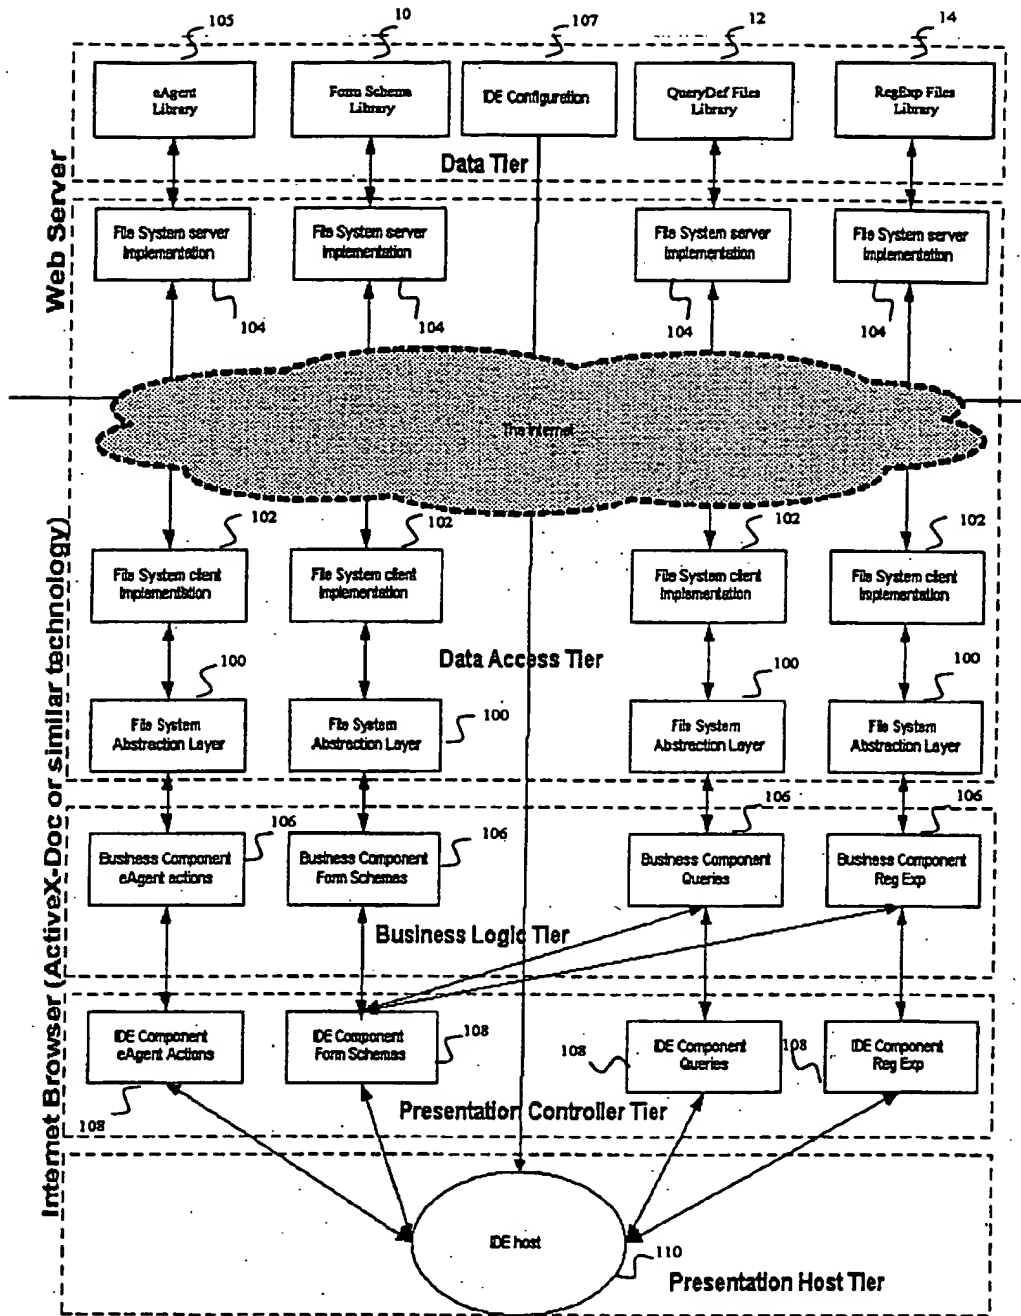 105
10
107
12
14
eAgent
Library
Form Schema
Library
IDE Configuration
QueryDef Files
Library
RegExp Files
Library
Data Tier
Web Server
File System server
Implementation
File System server
Implementation
File System server
Implementation
File System server
Implementation
104
104
104
104
The Internet
102
102
102
102
File System client
Implementation
File System client
Implementation
File System client
Implementation
File System client
Implementation
Data Access Tier
100
100
100
100
File System
Abstraction Layer
File System
Abstraction Layer
File System
Abstraction Layer
File System
Abstraction Layer
106
106
106
106
Business Component
eAgent actions
Business Component
Form Schemas
Business Component
Queries
Business Component
Reg Exp
Business Logic Tier
Internet Browser (ActiveX-Doc or similar technology)
IDE Component
eAgent Actions
IDE Component
Form Schemas
IDE Component
Queries
IDE Component
Reg Exp
108
108
108
108
Presentation Controller Tier
IDE host
110
Presentation Host Tier